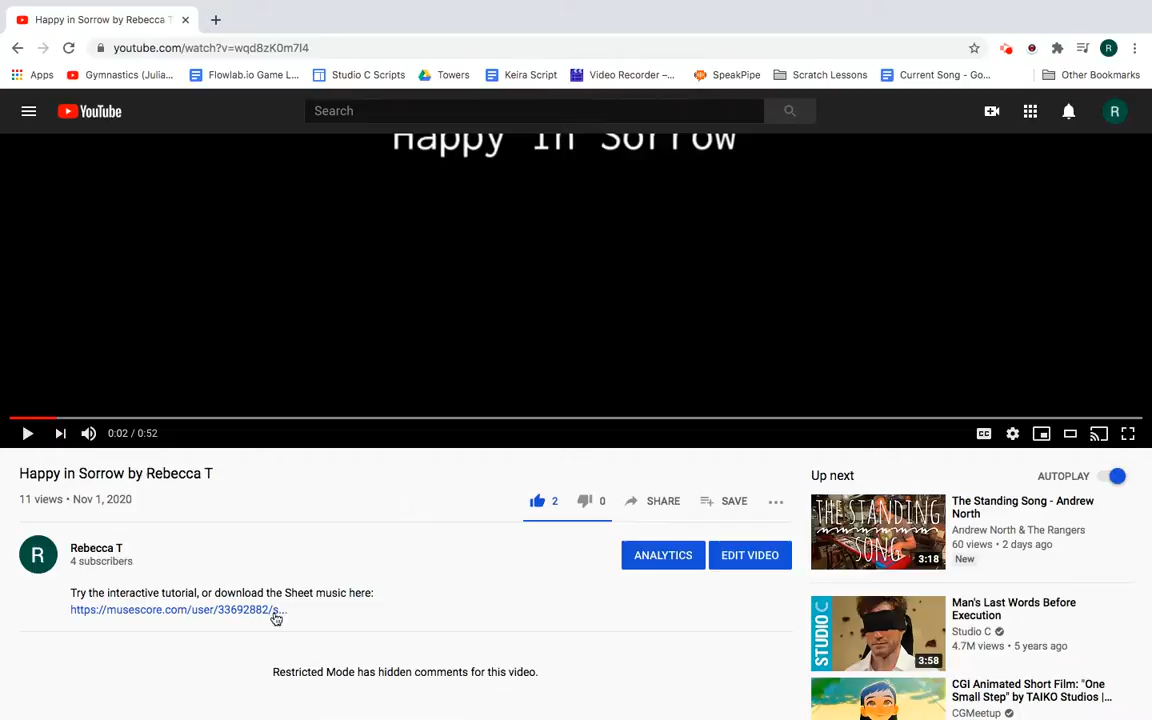 Happy in Sorrow by Rebecca T
youtube.com/watch?v=wqd8zK0m7I4
Apps
Gymnastics (Julia...
Flowlab.io Game L...
Studio C Scripts
Towers
Keira Script
Video Recorder –...
SpeakPipe
Scratch Lessons
Current Song - Go...
Other Bookmarks
R
YouTube
Search
R
Happy In Sorrow
0:02 / 0:52
CC
Happy in Sorrow by Rebecca T
11 views • Nov 1, 2020
2
0
SHARE
SAVE
R
Rebecca T
4 subscribers
ANALYTICS
EDIT VIDEO
Try the interactive tutorial, or download the Sheet music here:
https://musescore.com/user/33692882/s...
Restricted Mode has hidden comments for this video.
Up next
AUTOPLAY
THE STANDING
SONG
3:18
The Standing Song - Andrew
North
Andrew North & The Rangers
60 views • 2 days ago
New
STUDIO C
3:58
Man's Last Words Before
Execution
Studio C
4.7M views • 5 years ago
CGI Animated Short Film: "One
Small Step" by TAIKO Studios |...
CGMeetup